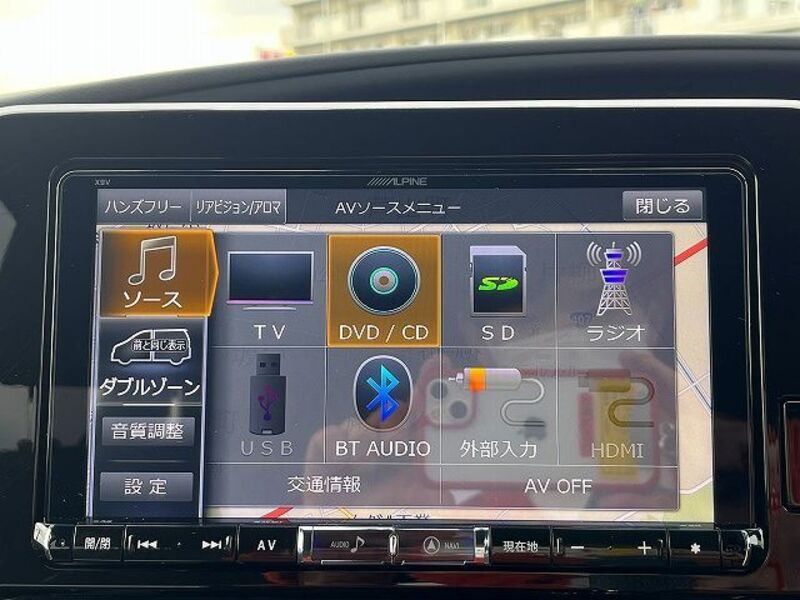 X9V
ALPINE
ハンズフリー リアビジョン/アロマ AVソースメニュー 閉じる
ソース
TV DVD / CD SD ラジオ
前と同じ表示
ダブルゾーン
USB BT AUDIO 外部入力 HDMI
音質調整
設定 交通情報 AV OFF
開/閉 AV AUDIO NAVI 現在地